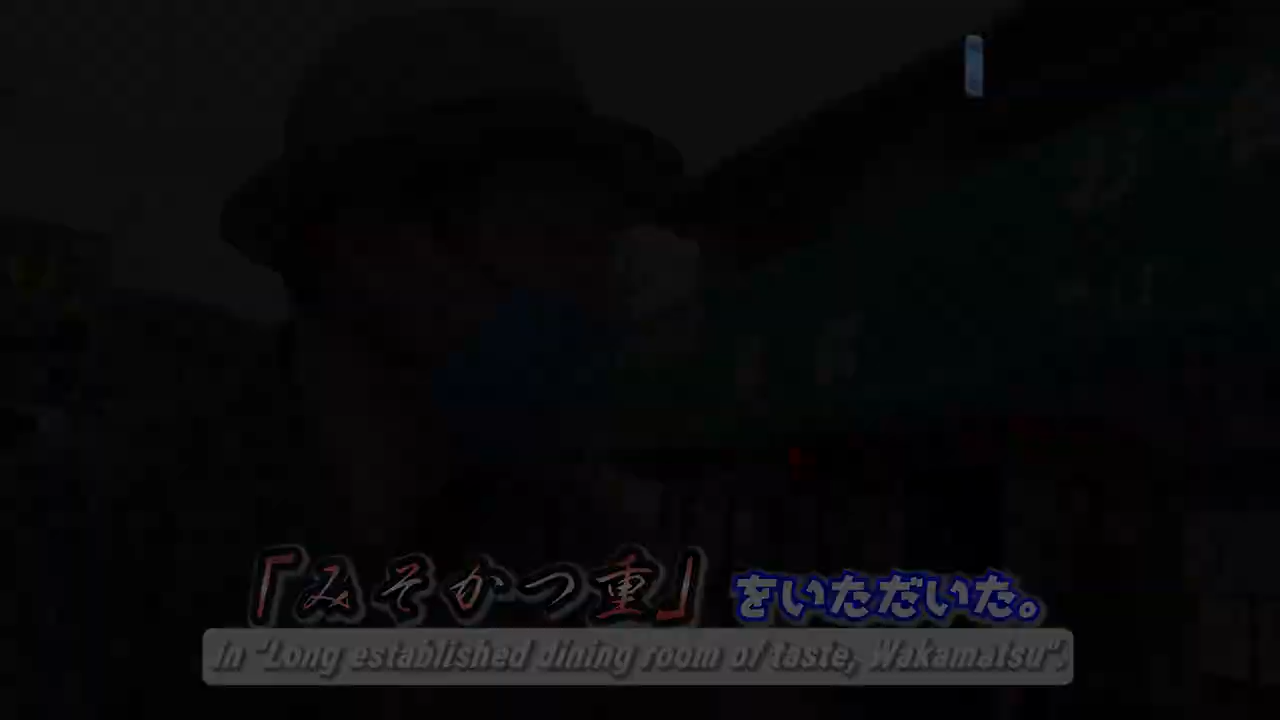 「みそかつ重」をいただいた。
In "Long established dining room of taste, Wakamatsu".